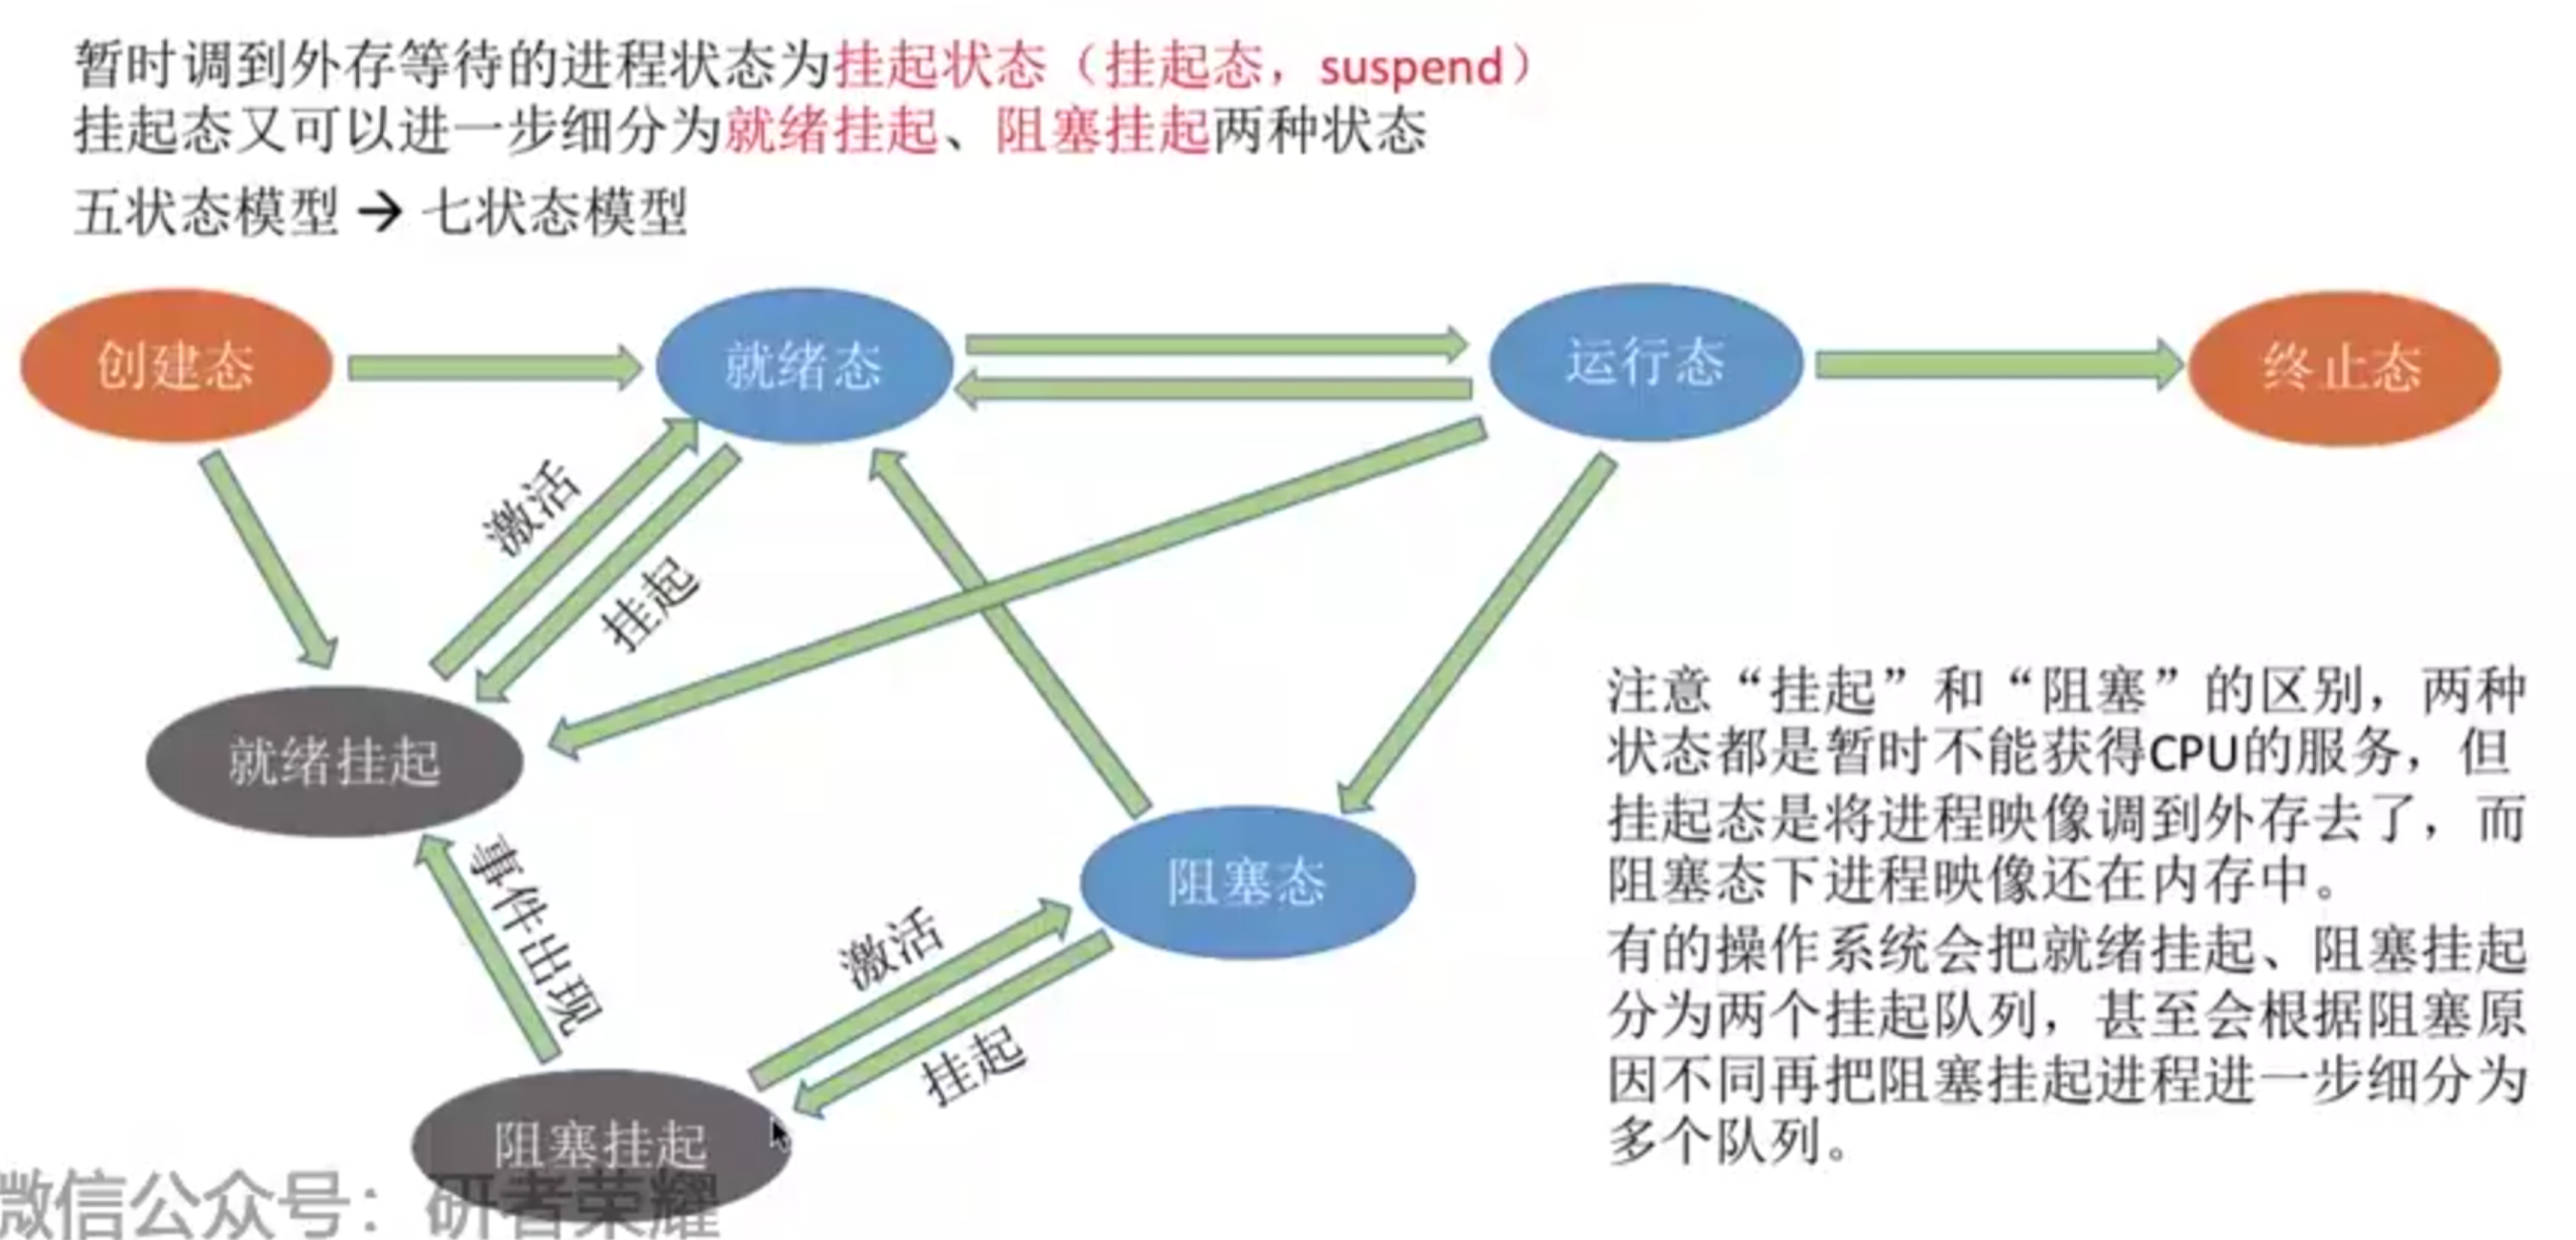 暂时调到外存等待的进程状态为挂起状态（挂起态，suspend）
挂起态又可以进一步细分为就绪挂起、阻塞挂起两种状态
五状态模型 → 七状态模型
创建态
就绪态
运行态
终止态
激活
挂起
就绪挂起
事件出现
阻塞态
激活
挂起
阻塞挂起
注意“挂起”和“阻塞”的区别，两种
状态都是暂时不能获得CPU的服务，但
挂起态是将进程映像调到外存去了，而
阻塞态下进程映像还在内存中。
有的操作系统会把就绪挂起、阻塞挂起
分为两个挂起队列，甚至会根据阻塞原
因不同再把阻塞挂起进程进一步细分为
多个队列。
微信公众号：研者荣耀